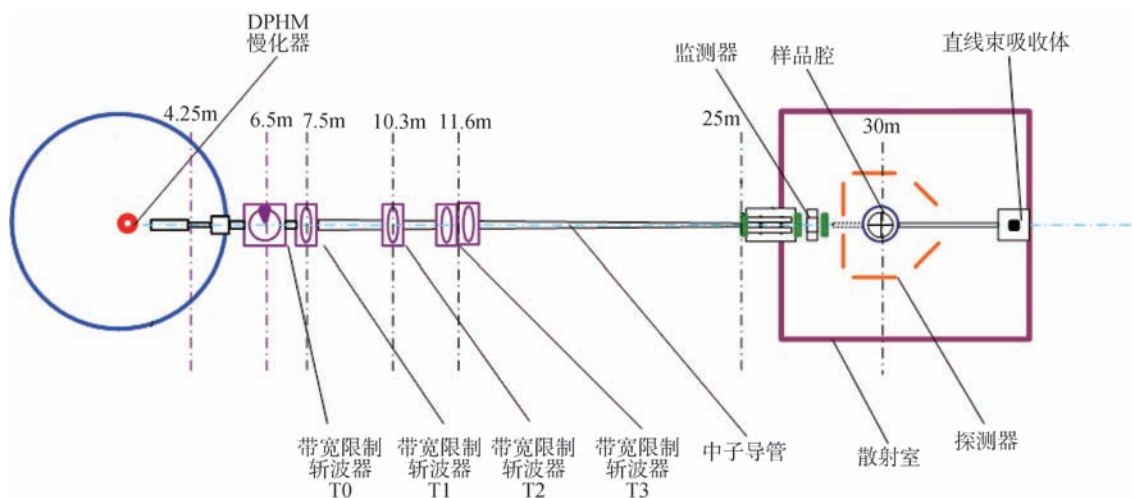 DPHM
慢化器
监测器
样品腔
直线束吸收体
4.25m
6.5m
7.5m
10.3m
11.6m
25m
30m
带宽限制
斩波器
T0
带宽限制
斩波器
T1
带宽限制
斩波器
T2
带宽限制
斩波器
T3
中子导管
散射室
探测器